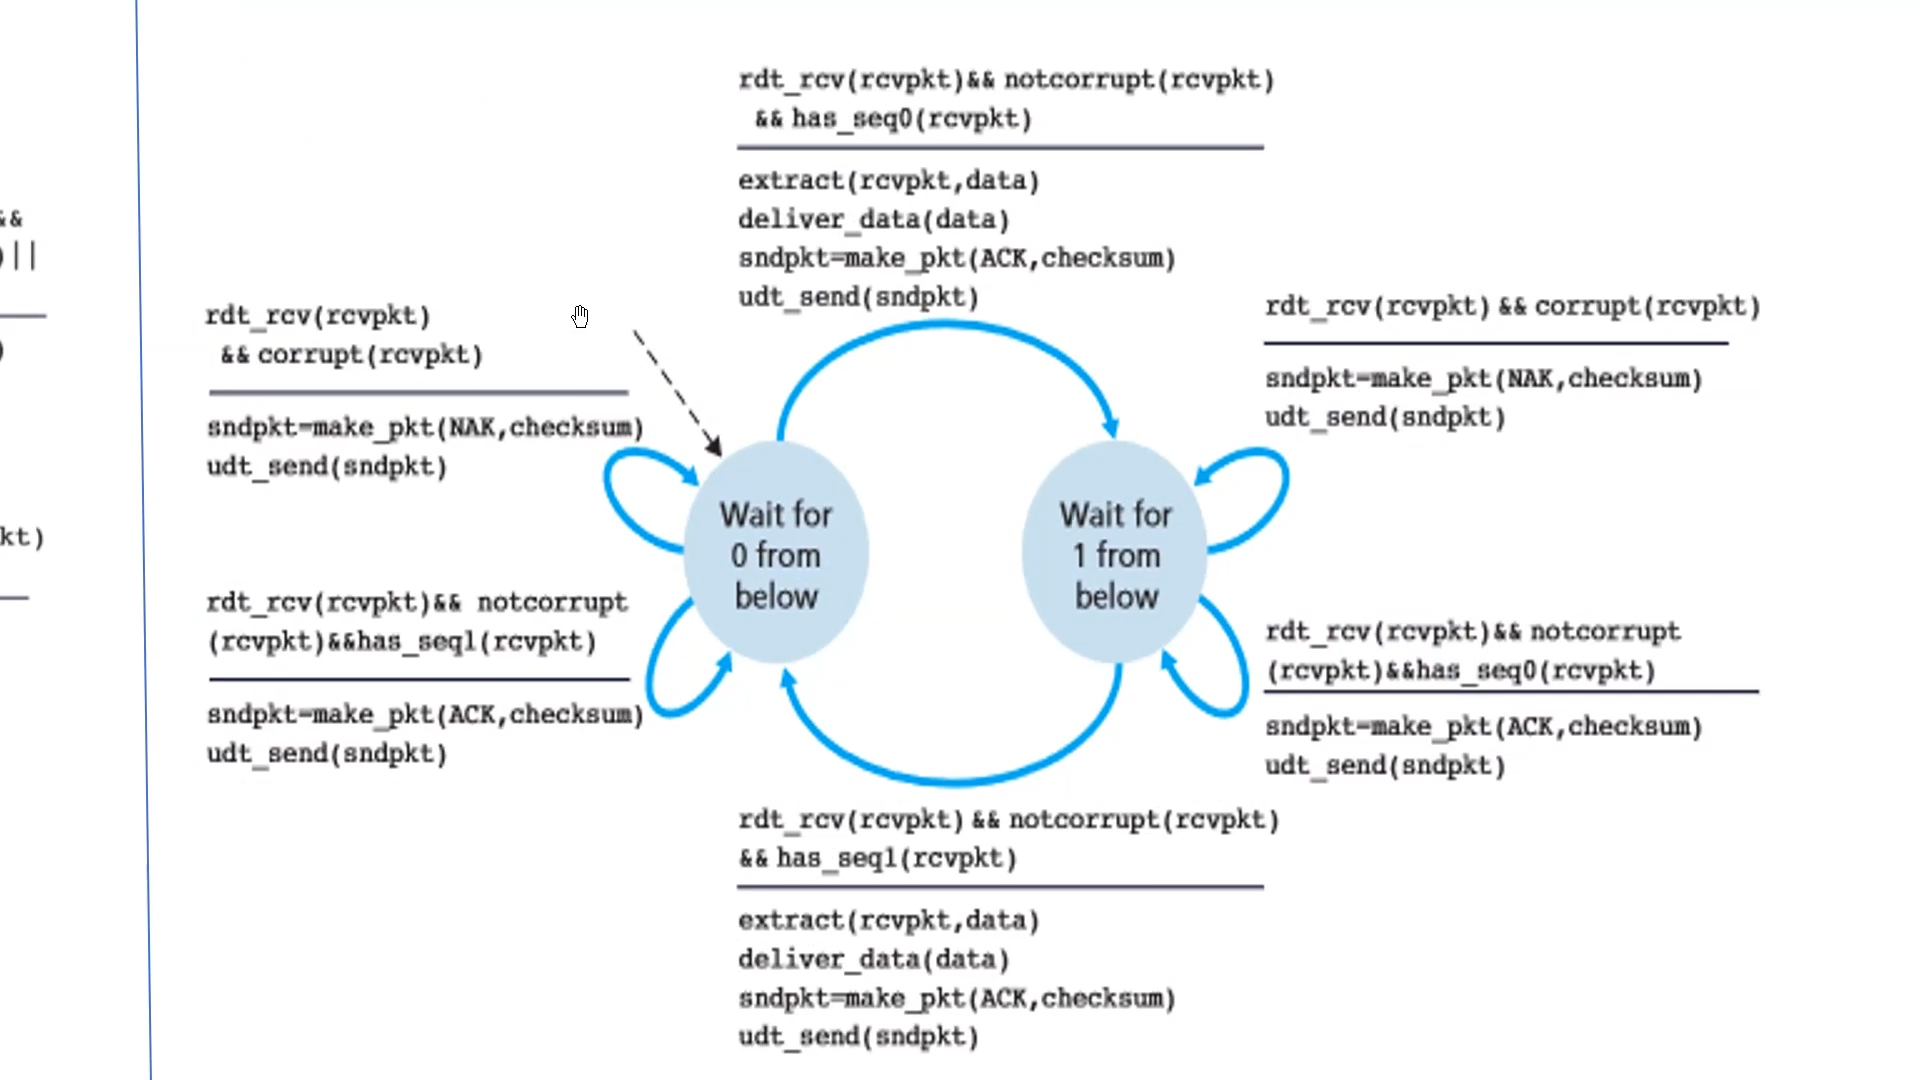 rdt_rcv(rcvpkt)&& notcorrupt(rcvpkt)
&& has_seq0(rcvpkt)
extract(rcvpkt,data)
deliver_data(data)
sndpkt=make_pkt(ACK,checksum)
udt_send(sndpkt)
&&
)||
)
kt)
rdt_rcv(rcvpkt)
&& corrupt(rcvpkt)
sndpkt=make_pkt(NAK,checksum)
udt_send(sndpkt)
rdt_rcv(rcvpkt) && corrupt(rcvpkt)
sndpkt=make_pkt(NAK,checksum)
udt_send(sndpkt)
Wait for
0 from
below
Wait for
1 from
below
rdt_rcv(rcvpkt)&& notcorrupt
(rcvpkt)&&has_seq1(rcvpkt)
sndpkt=make_pkt(ACK,checksum)
udt_send(sndpkt)
rdt_rcv(rcvpkt)&& notcorrupt
(rcvpkt)&&has_seq0(rcvpkt)
sndpkt=make_pkt(ACK,checksum)
udt_send(sndpkt)
rdt_rcv(rcvpkt) && notcorrupt(rcvpkt)
&& has_seq1(rcvpkt)
extract(rcvpkt,data)
deliver_data(data)
sndpkt=make_pkt(ACK,checksum)
udt_send(sndpkt)